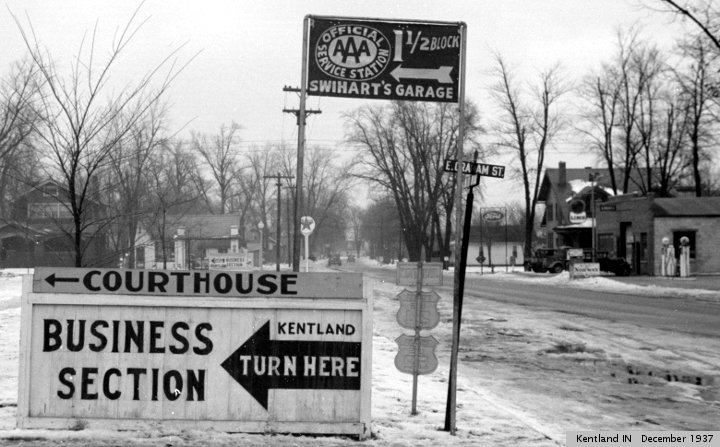 OFFICIAL
AAA
SERVICE STATION
1 1/2 BLOCK
SWIHART'S GARAGE
E. GRAHAM ST.
Ford
COURTHOUSE
BUSINESS
SECTION
KENTLAND
TURN HERE
Kentland IN December 1937